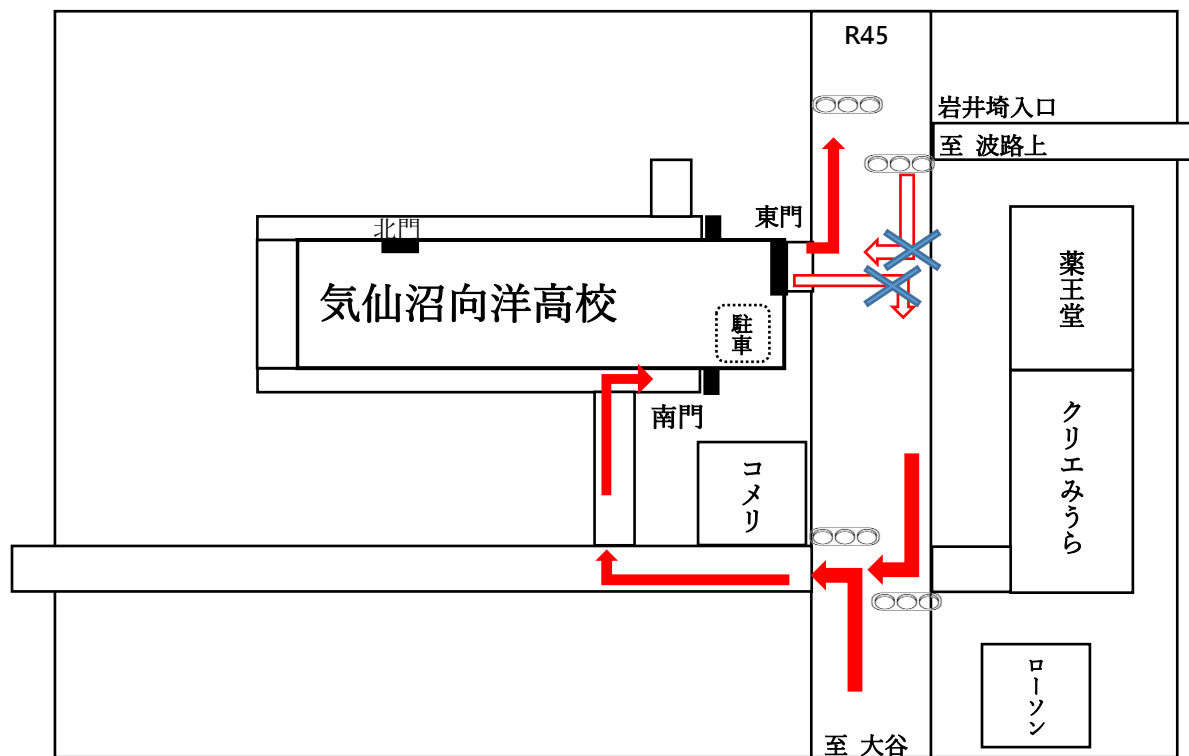 R45
岩井埼入口
至 波路上
東門
北門
薬王堂
気仙沼向洋高校
駐車
南門
クリエみうら
コメリ
ローソン
至 大谷